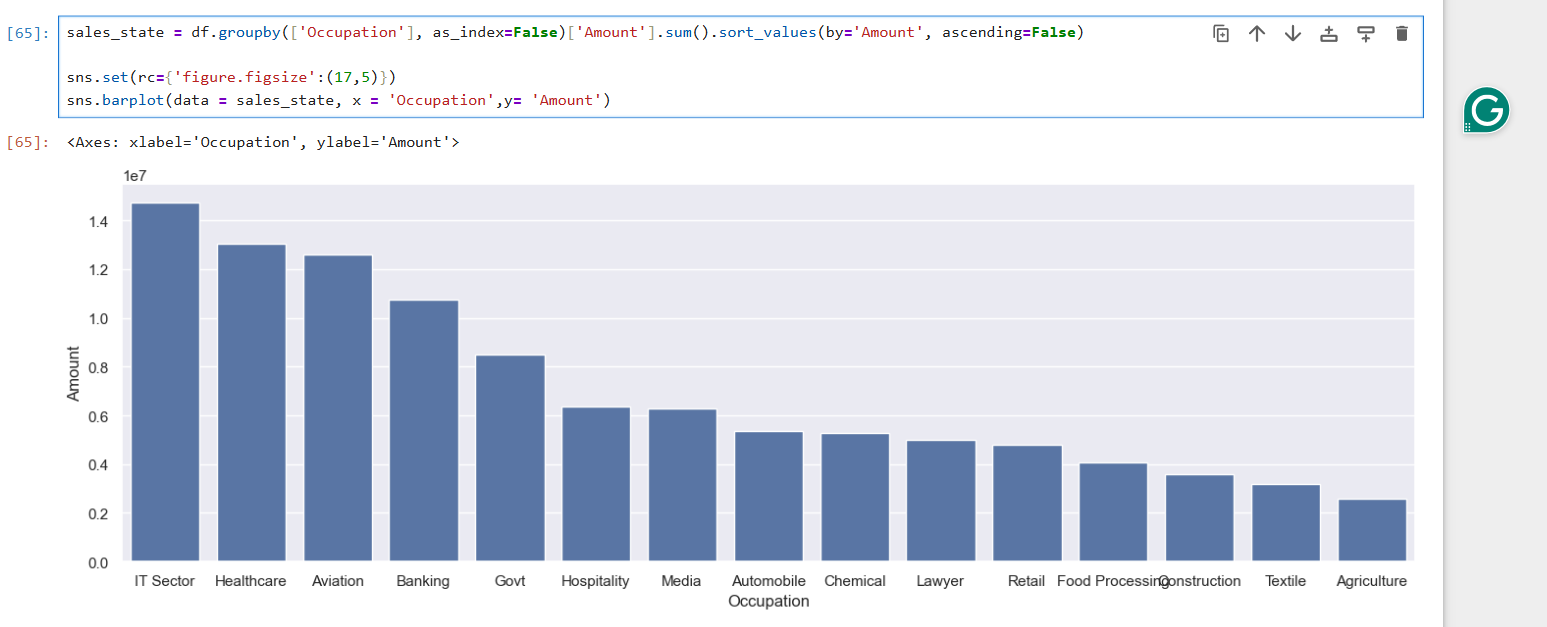 [65]: sales_state = df.groupby(['Occupation'], as_index=False)['Amount'].sum().sort_values(by='Amount', ascending=False)
sns.set(rc={'figure.figsize':(17,5)})
sns.barplot(data = sales_state, x = 'Occupation',y= 'Amount')
[65]: <Axes: xlabel='Occupation', ylabel='Amount'>
1e7
1.4
1.2
1.0
0.8
0.6
0.4
0.2
0.0
Amount
IT Sector Healthcare Aviation Banking Govt Hospitality Media Automobile Chemical Lawyer Retail Food Processing Construction Textile Agriculture
Occupation
G